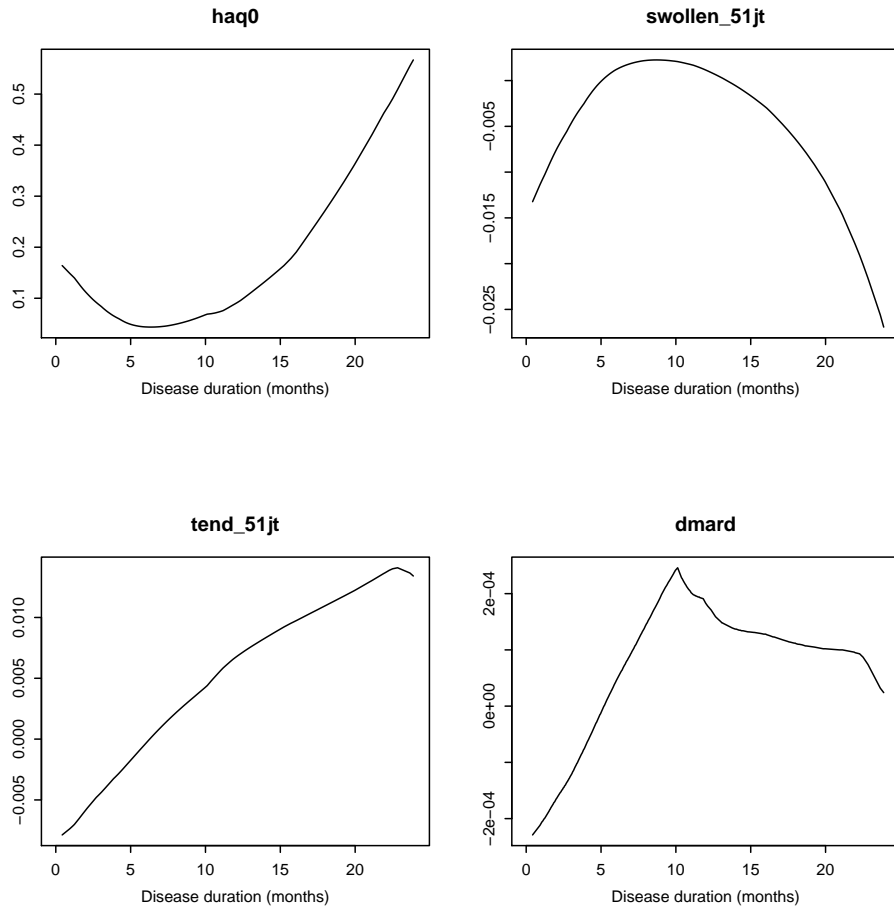 haq0
0.5
0.4
0.3
0.2
0.1
0 5 10 15 20
Disease duration (months)
swollen_51jt
−0.005
−0.015
−0.025
0 5 10 15 20
Disease duration (months)
tend_51jt
0.010
0.005
0.000
−0.005
0 5 10 15 20
Disease duration (months)
dmard
2e−04
0e+00
−2e−04
0 5 10 15 20
Disease duration (months)